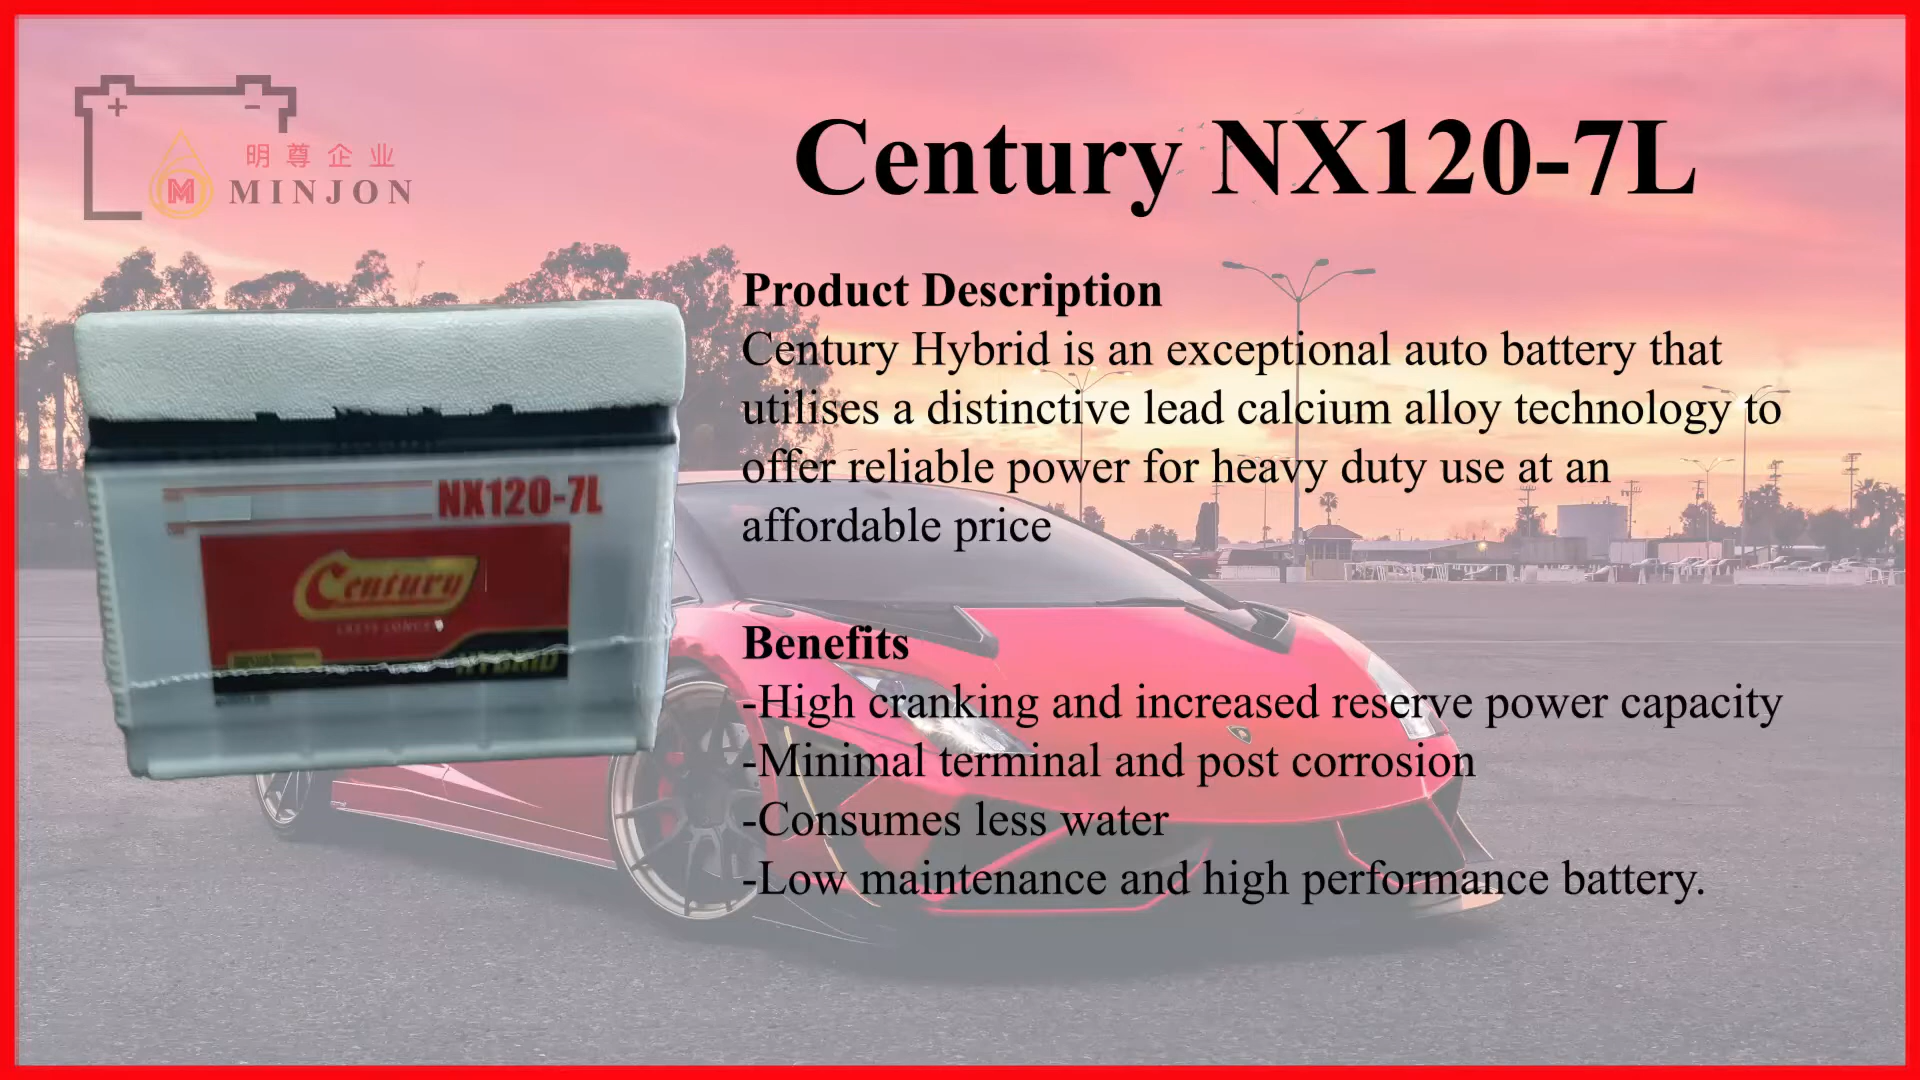 + -
明尊企业
MINJON
Century NX120-7L
Product Description
Century Hybrid is an exceptional auto battery that
utilises a distinctive lead calcium alloy technology to
offer reliable power for heavy duty use at an
affordable price
NX120-7L
Century
LASTS LONGER
HYBRID
Benefits
-High cranking and increased reserve power capacity
-Minimal terminal and post corrosion
-Consumes less water
-Low maintenance and high performance battery.